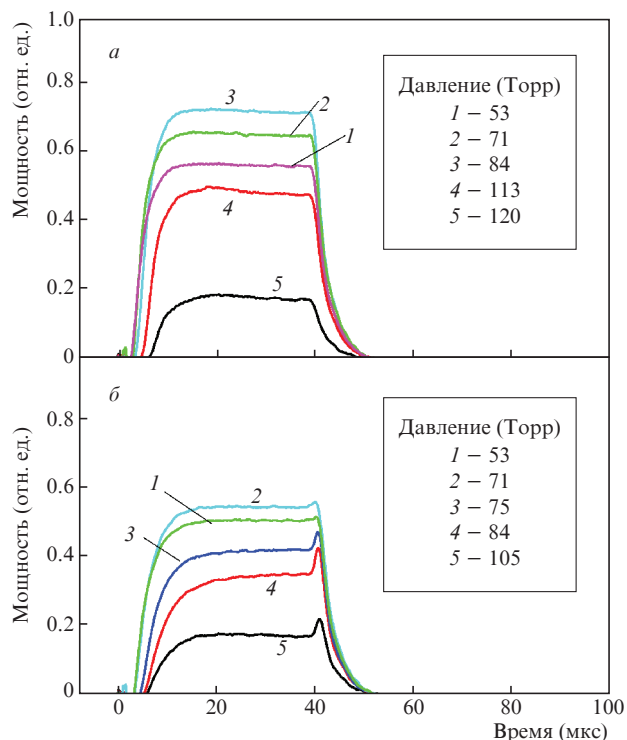 1.0
а
0.8
0.6
0.4
0.2
0
Мощность (отн. ед.)
3
2
1
4
5
Давление (Торр)
1 – 53
2 – 71
3 – 84
4 – 113
5 – 120
б
0.8
0.6
0.4
0.2
0
Мощность (отн. ед.)
1
2
3
4
5
Давление (Торр)
1 – 53
2 – 71
3 – 75
4 – 84
5 – 105
0 20 40 60 80 100
Время (мкс)